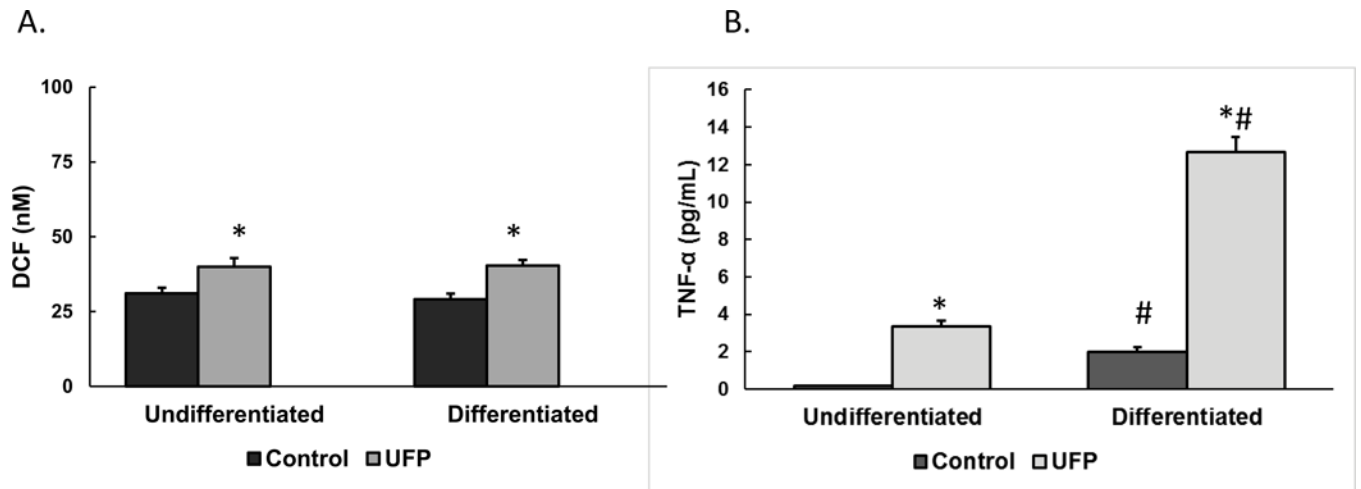 A.
DCF (nM)
100
75
50
25
0
*
*
Undifferentiated
Differentiated
Control
UFP
B.
TNF-α (pg/mL)
16
14
12
10
8
6
4
2
0
*
#
*#
Undifferentiated
Differentiated
Control
UFP